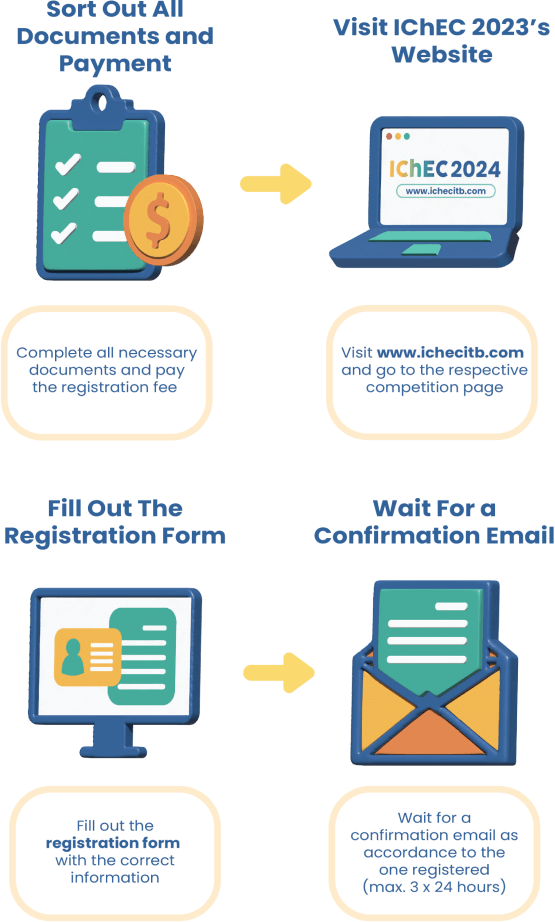 Sort Out All
Documents and
Payment
Visit IChEC 2023's
Website
IChEC 2024
www.ichecitb.com
Complete all necessary
documents and pay
the registration fee
Visit www.ichecitb.com
and go to the respective
competition page
Fill Out The
Registration Form
Wait For a
Confirmation Email
$
Fill out the
registration form
with the correct
information
Wait for a
confirmation email as
accordance to the
one registered
(max. 3 x 24 hours)